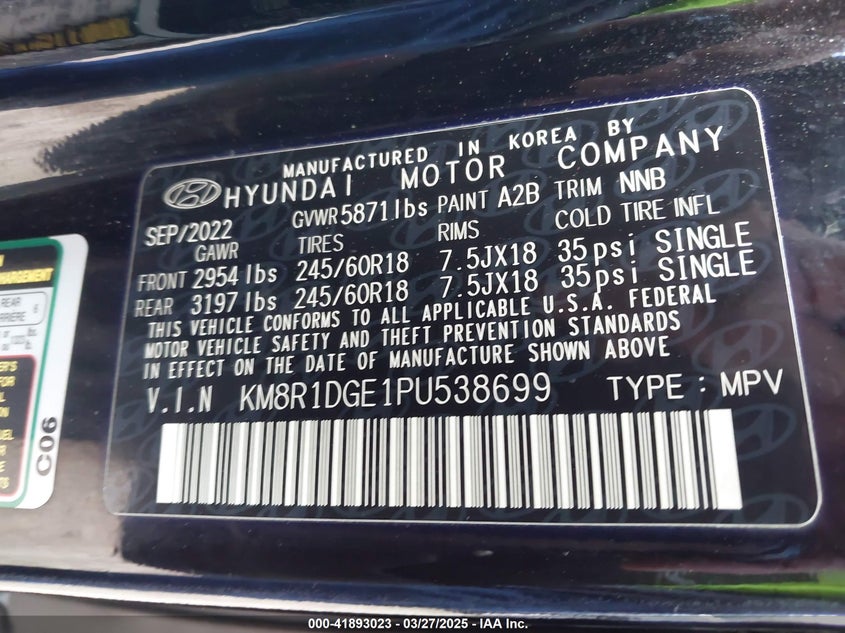 MANUFACTURED IN KOREA BY
HYUNDAI MOTOR COMPANY
SEP/2022 GVWR 5871 lbs PAINT A2B TRIM NNB
GAWR TIRES RIMS COLD TIRE INFL
FRONT 2954 lbs 245/60R18 7.5JX18 35psi SINGLE
REAR 3197 lbs 245/60R18 7.5JX18 35psi SINGLE
THIS VEHICLE CONFORMS TO ALL APPLICABLE U.S.A. FEDERAL
MOTOR VEHICLE SAFETY AND THEFT PREVENTION STANDARDS
IN EFFECT ON THE DATE OF MANUFACTURE SHOWN ABOVE
V.I.N KM8R1DGE1PU538699 TYPE : MPV
REAR
C06
000-41893023 - 03/27/2025 - IAA Inc.